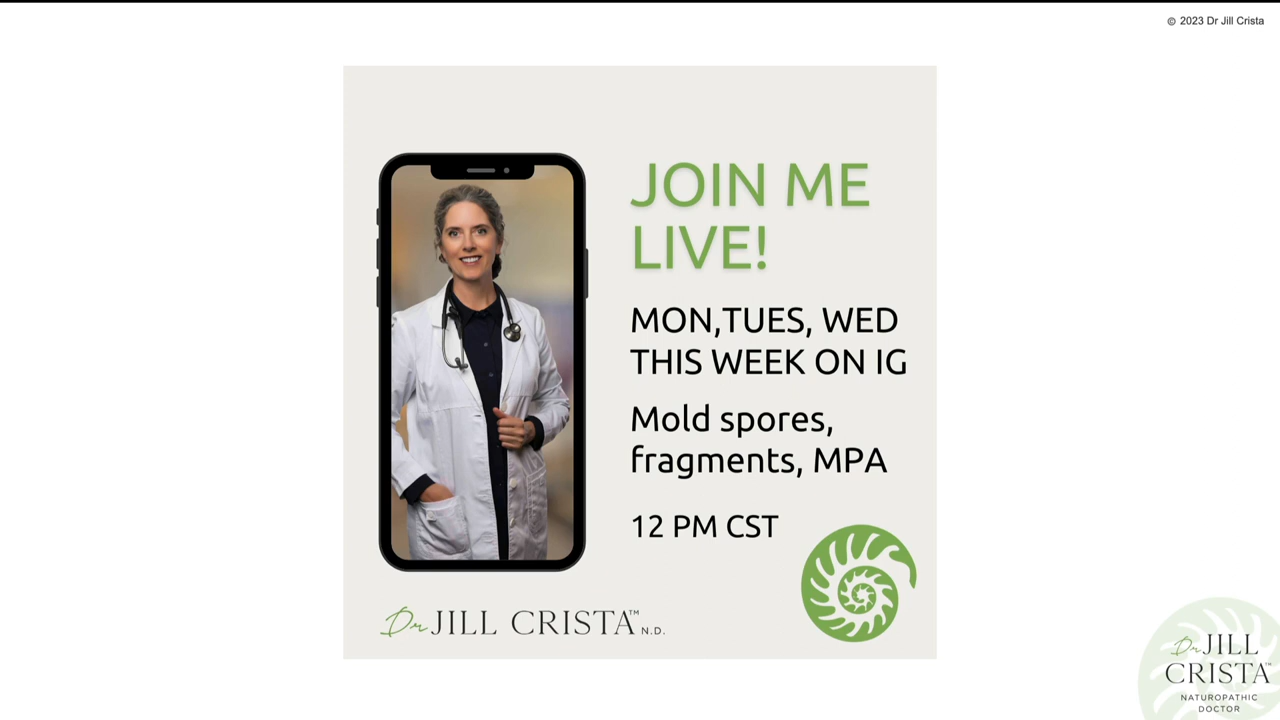 © 2023 Dr Jill Crista
JOIN ME
LIVE!
MON,TUES, WED
THIS WEEK ON IG
Mold spores,
fragments, MPA
12 PM CST
Dr JILL CRISTA™ N.D.
Dr JILL
CRISTA™
NATUROPATHIC
DOCTOR